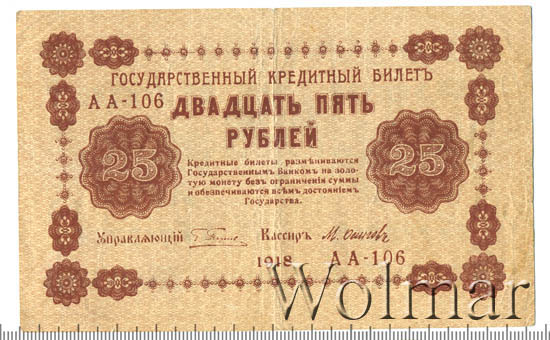 ГОСУДАРСТВЕННЫЙ КРЕДИТНЫЙ БИЛЕТЪ
АА-106
ДВАДЦАТЬ ПЯТЬ
РУБЛЕЙ
25
25
Кредитные билеты размѣниваются
Государственнымъ Банкомъ на золо-
тую монету безъ ограниченія суммы
и обезпечиваются всѣмъ достояніемъ
Государства.
Управляющій
Кассиръ
1918
АА-106
Wolmar